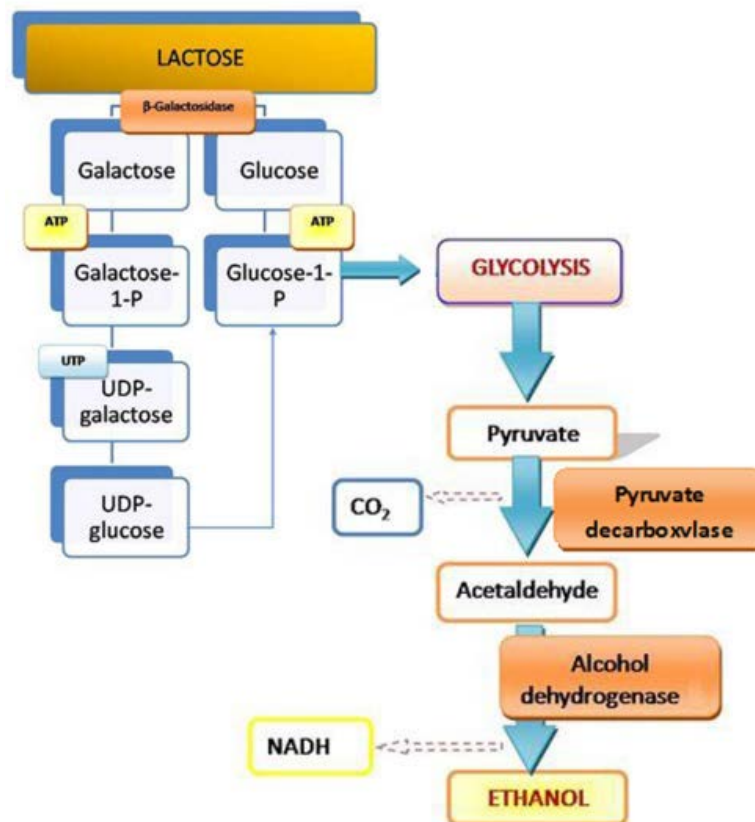 LACTOSE
β-Galactosidase
Galactose
Glucose
ATP
ATP
Galactose-
1-P
Glucose-1-
P
GLYCOLYSIS
UTP
UDP-
galactose
Pyruvate
UDP-
glucose
CO₂
Pyruvate
decarboxvlase
Acetaldehyde
Alcohol
dehydrogenase
NADH
ETHANOL